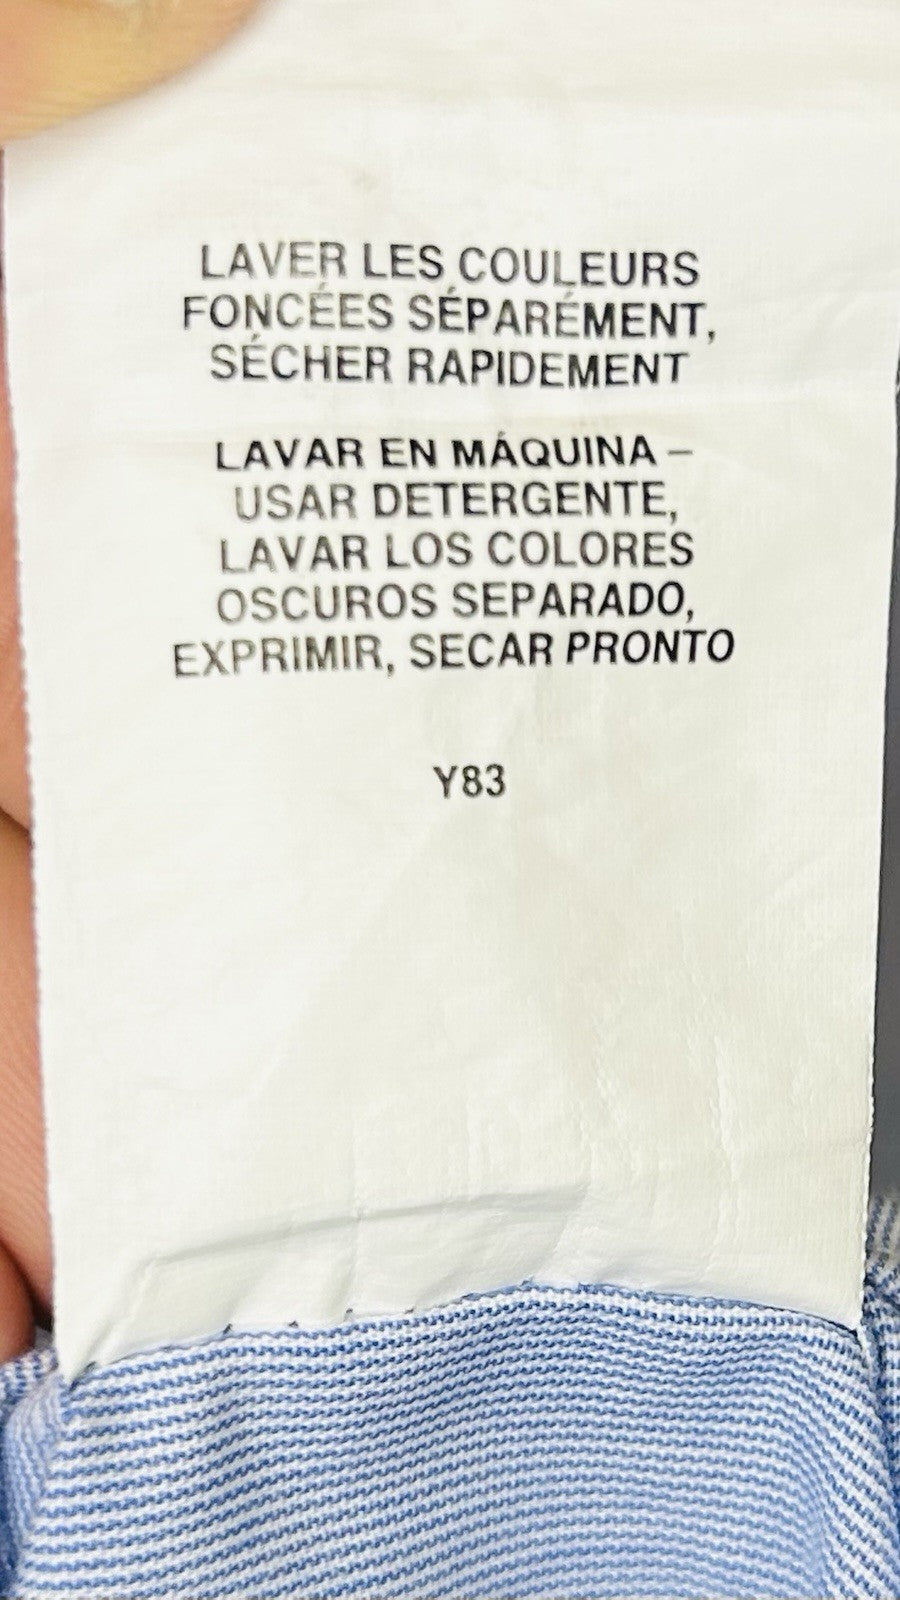 LAVER LES COULEURS
FONCÉES SÉPARÉMENT,
SÉCHER RAPIDEMENT
LAVAR EN MÁQUINA –
USAR DETERGENTE,
LAVAR LOS COLORES
OSCUROS SEPARADO,
EXPRIMIR, SECAR PRONTO
Y83